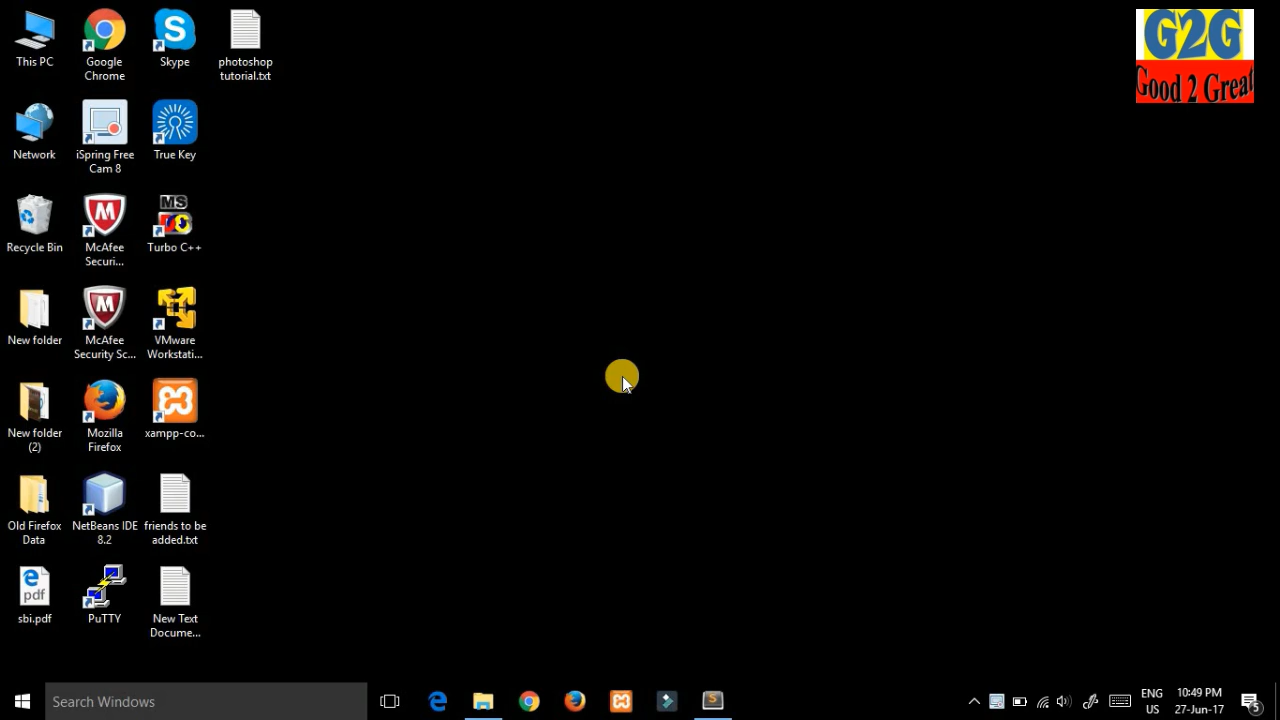 This PC
Google
Chrome
Skype
photoshop
tutorial.txt
G2G
Good 2 Great
Network
iSpring Free
Cam 8
True Key
Recycle Bin
McAfee
Securi...
MS
Turbo C++
New folder
McAfee
Security Sc...
VMware
Workstati...
New folder
(2)
Mozilla
Firefox
xampp-co...
Old Firefox
Data
NetBeans IDE
8.2
friends to be
added.txt
pdf
sbi.pdf
PuTTY
New Text
Docume...
Search Windows
ENG
US
10:49 PM
27-Jun-17
5